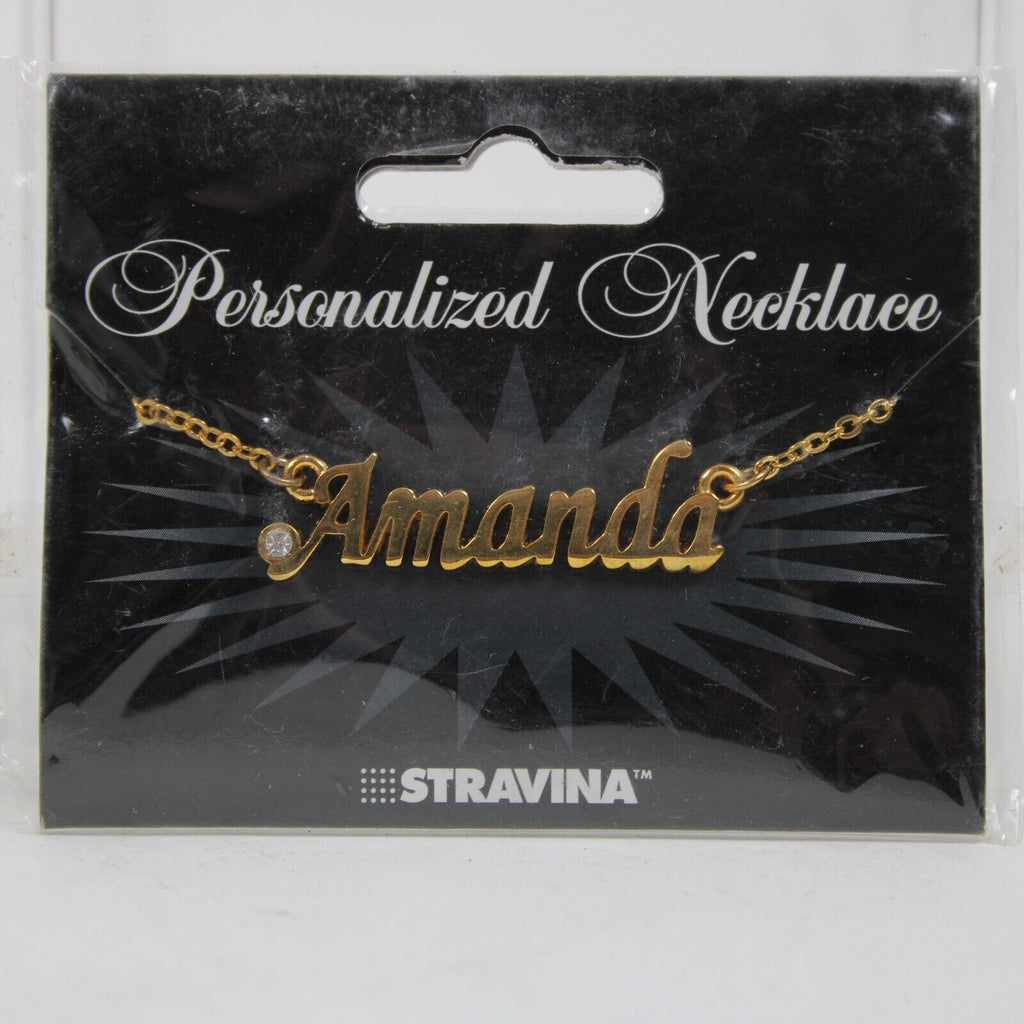 Personalized Necklace
Amanda
STRAVINA™